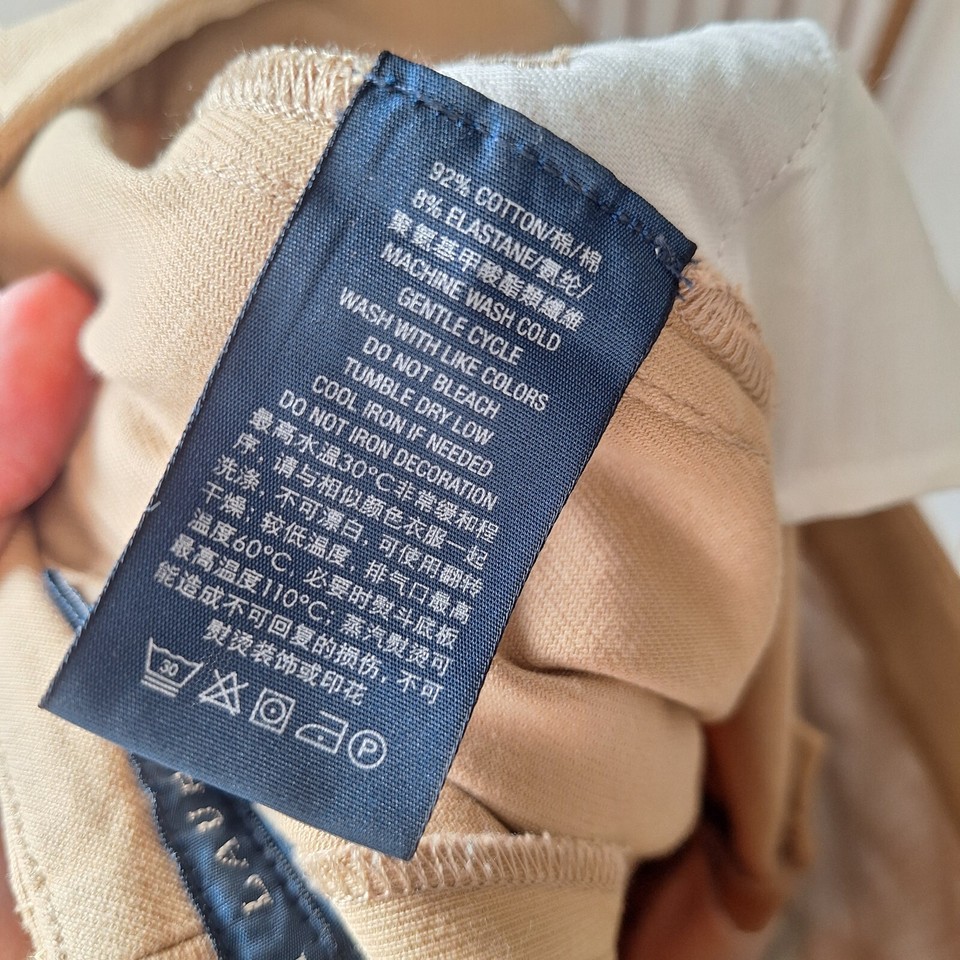 92% COTTON/棉/棉
8% ELASTANE/氨纶/
聚氨基甲酸酯類纖維
MACHINE WASH COLD
GENTLE CYCLE
WASH WITH LIKE COLORS
DO NOT BLEACH
TUMBLE DRY LOW
COOL IRON IF NEEDED
DO NOT IRON DECORATION
最高水温30°C非常缓和程
序，请与相似颜色衣服一起
洗涤，不可漂白，可使用翻转
干燥，较低温度，排气口最高
温度60°C，必要时熨斗底板
最高温度110°C，蒸汽熨烫可
能造成不可回复的损伤，不可
熨烫装饰或印花
30
P
LAU